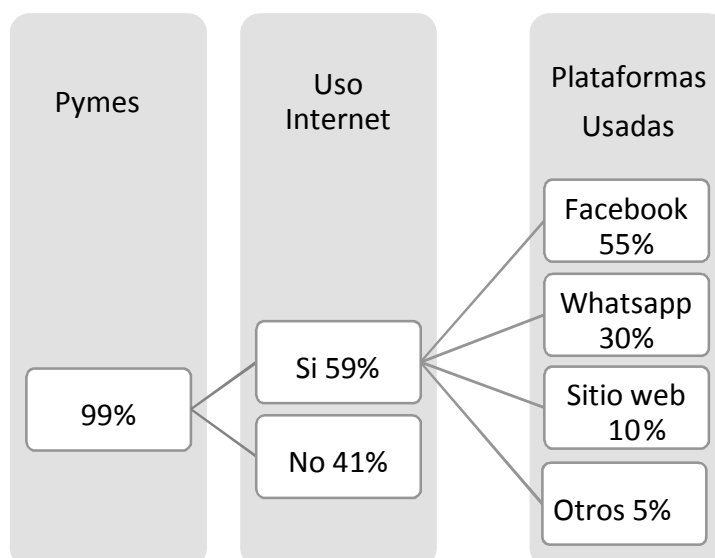 Pymes
99%
Uso
Internet
Si 59%
No 41%
Plataformas
Usadas
Facebook
55%
Whatsapp
30%
Sitio web
10%
Otros 5%